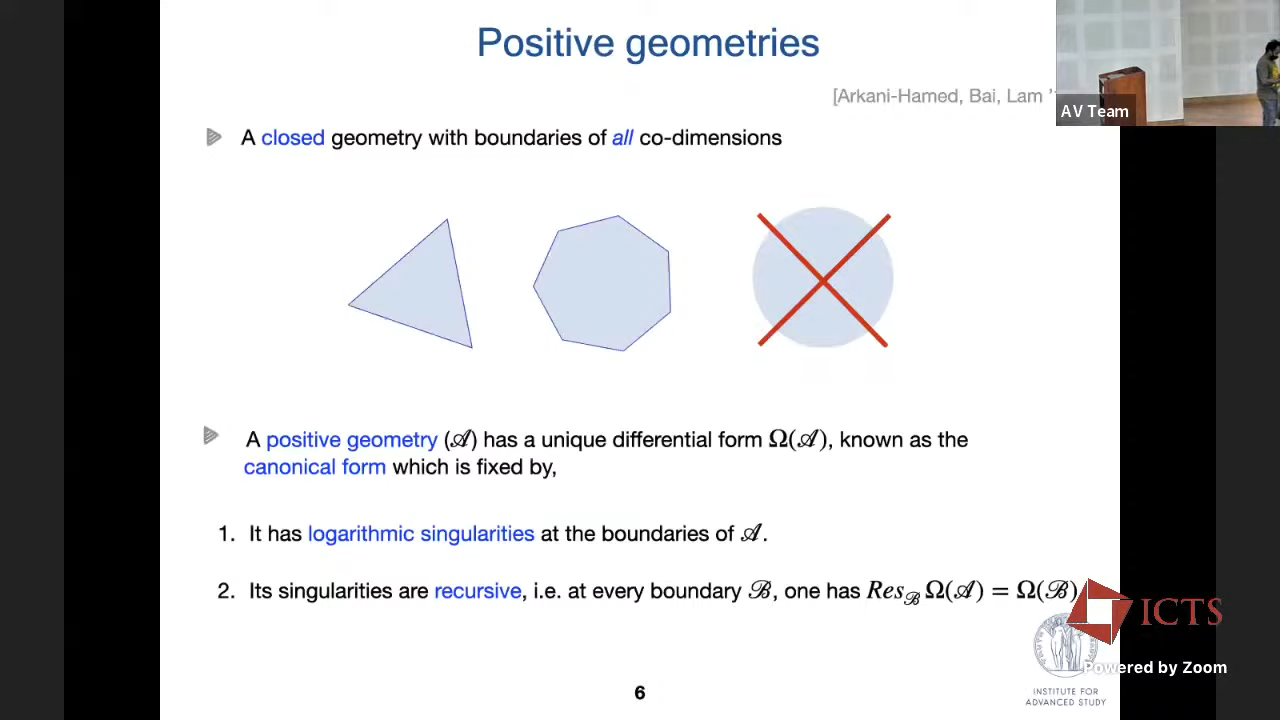 Positive geometries
[Arkani-Hamed, Bai, Lam '
AV Team
A closed geometry with boundaries of all co-dimensions
A positive geometry (𝒜) has a unique differential form Ω(𝒜), known as the
canonical form which is fixed by,
1. It has logarithmic singularities at the boundaries of 𝒜.
2. Its singularities are recursive, i.e. at every boundary ℬ, one has Res_ℬ Ω(𝒜) = Ω(ℬ)
ICTS
Powered by Zoom
INSTITUTE FOR
ADVANCED STUDY
6